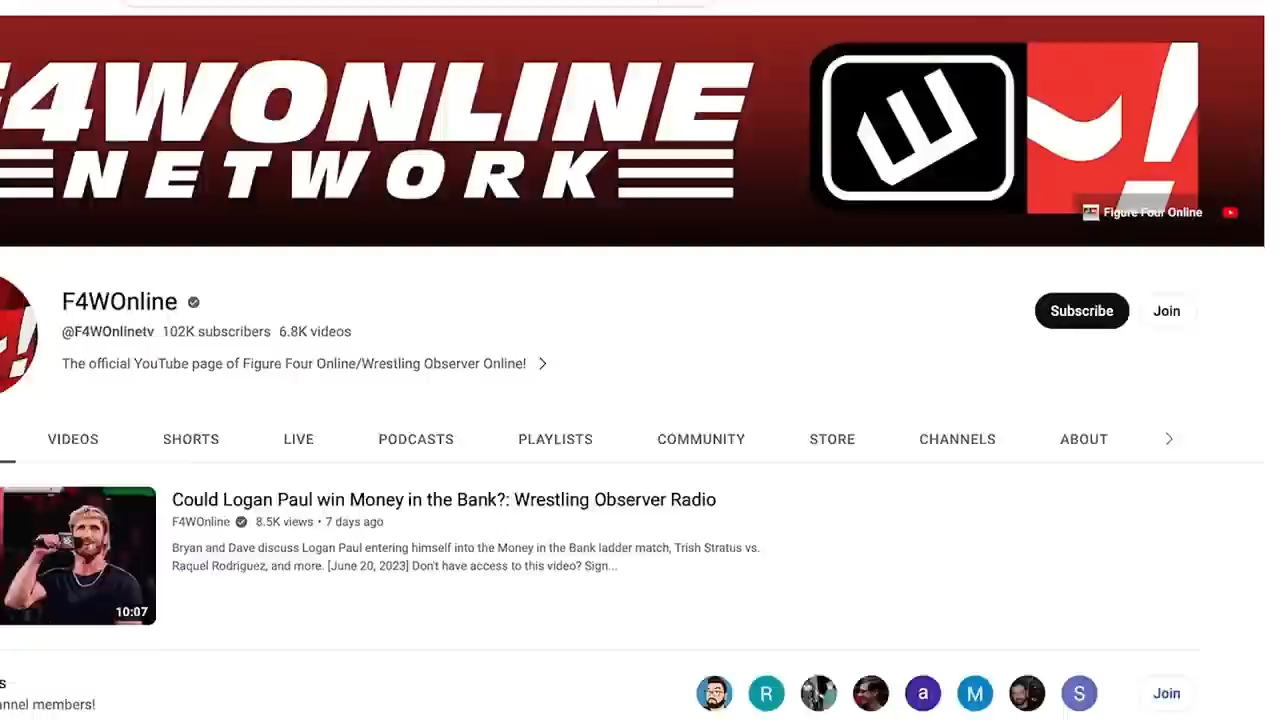 F4WONLINE
NETWORK
Figure Four Online
F4WOnline
@F4WOnlinetv 102K subscribers 6.8K videos
The official YouTube page of Figure Four Online/Wrestling Observer Online!
Subscribe
Join
VIDEOS SHORTS LIVE PODCASTS PLAYLISTS COMMUNITY STORE CHANNELS ABOUT
Could Logan Paul win Money in the Bank?: Wrestling Observer Radio
F4WOnline 8.5K views • 7 days ago
Bryan and Dave discuss Logan Paul entering himself into the Money in the Bank ladder match, Trish Stratus vs.
Raquel Rodriguez, and more. [June 20, 2023] Don't have access to this video? Sign...
10:07
s
annel members!
R
a
M
S
Join